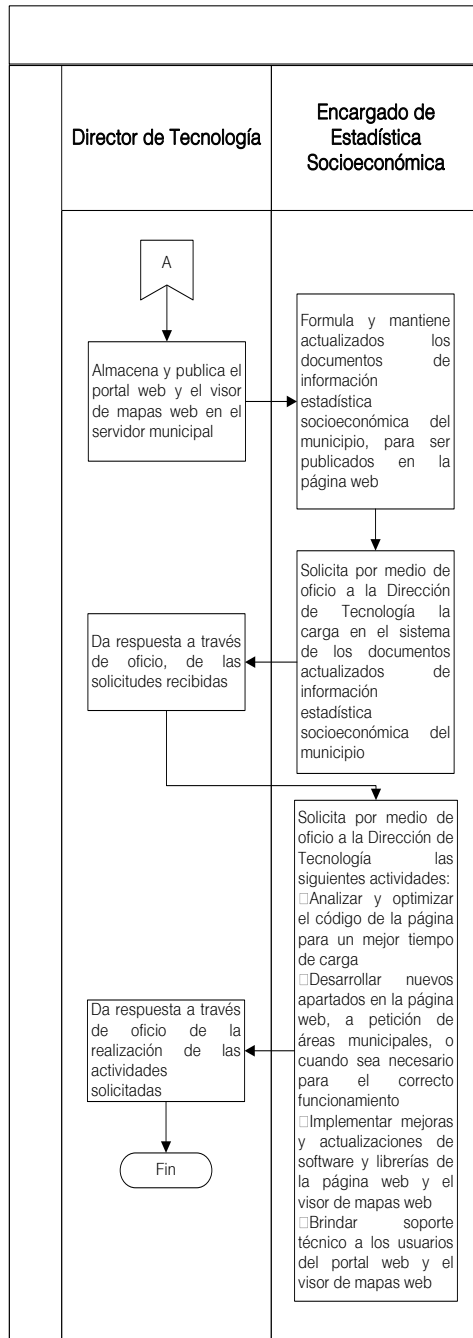 Director de Tecnología
Encargado de
Estadística
Socioeconómica
A
Almacena y publica el
portal web y el visor
de mapas web en el
servidor municipal
Formula y mantiene
actualizados los
documentos de
información
estadística
socioeconómica del
municipio, para ser
publicados en la
página web
Solicita por medio de
oficio a la Dirección
de Tecnología la
carga en el sistema
de los documentos
actualizados de
información
estadística
socioeconómica del
municipio
Da respuesta a través
de oficio, de las
solicitudes recibidas
Solicita por medio de
oficio a la Dirección de
Tecnología las
siguientes actividades:
□Analizar y optimizar
el código de la página
para un mejor tiempo
de carga
□Desarrollar nuevos
apartados en la página
web, a petición de
áreas municipales, o
cuando sea necesario
para el correcto
funcionamiento
□Implementar mejoras
y actualizaciones de
software y librerías de
la página web y el
visor de mapas web
□Brindar soporte
técnico a los usuarios
del portal web y el
visor de mapas web
Da respuesta a través
de oficio de la
realización de las
actividades
solicitadas
Fin